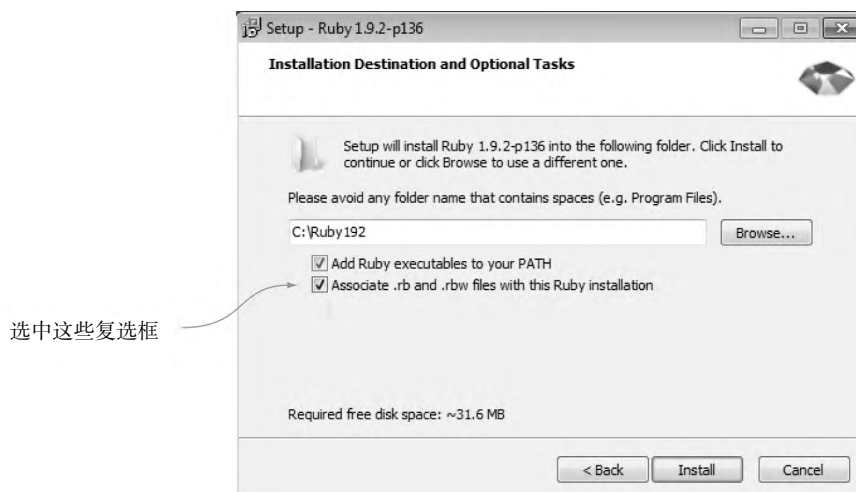 Setup - Ruby 1.9.2-p136
Installation Destination and Optional Tasks
Setup will install Ruby 1.9.2-p136 into the following folder. Click Install to
continue or click Browse to use a different one.
Please avoid any folder name that contains spaces (e.g. Program Files).
C:\Ruby192
Browse...
Add Ruby executables to your PATH
Associate .rb and .rbw files with this Ruby installation
选中这些复选框
Required free disk space: ~31.6 MB
< Back
Install
Cancel